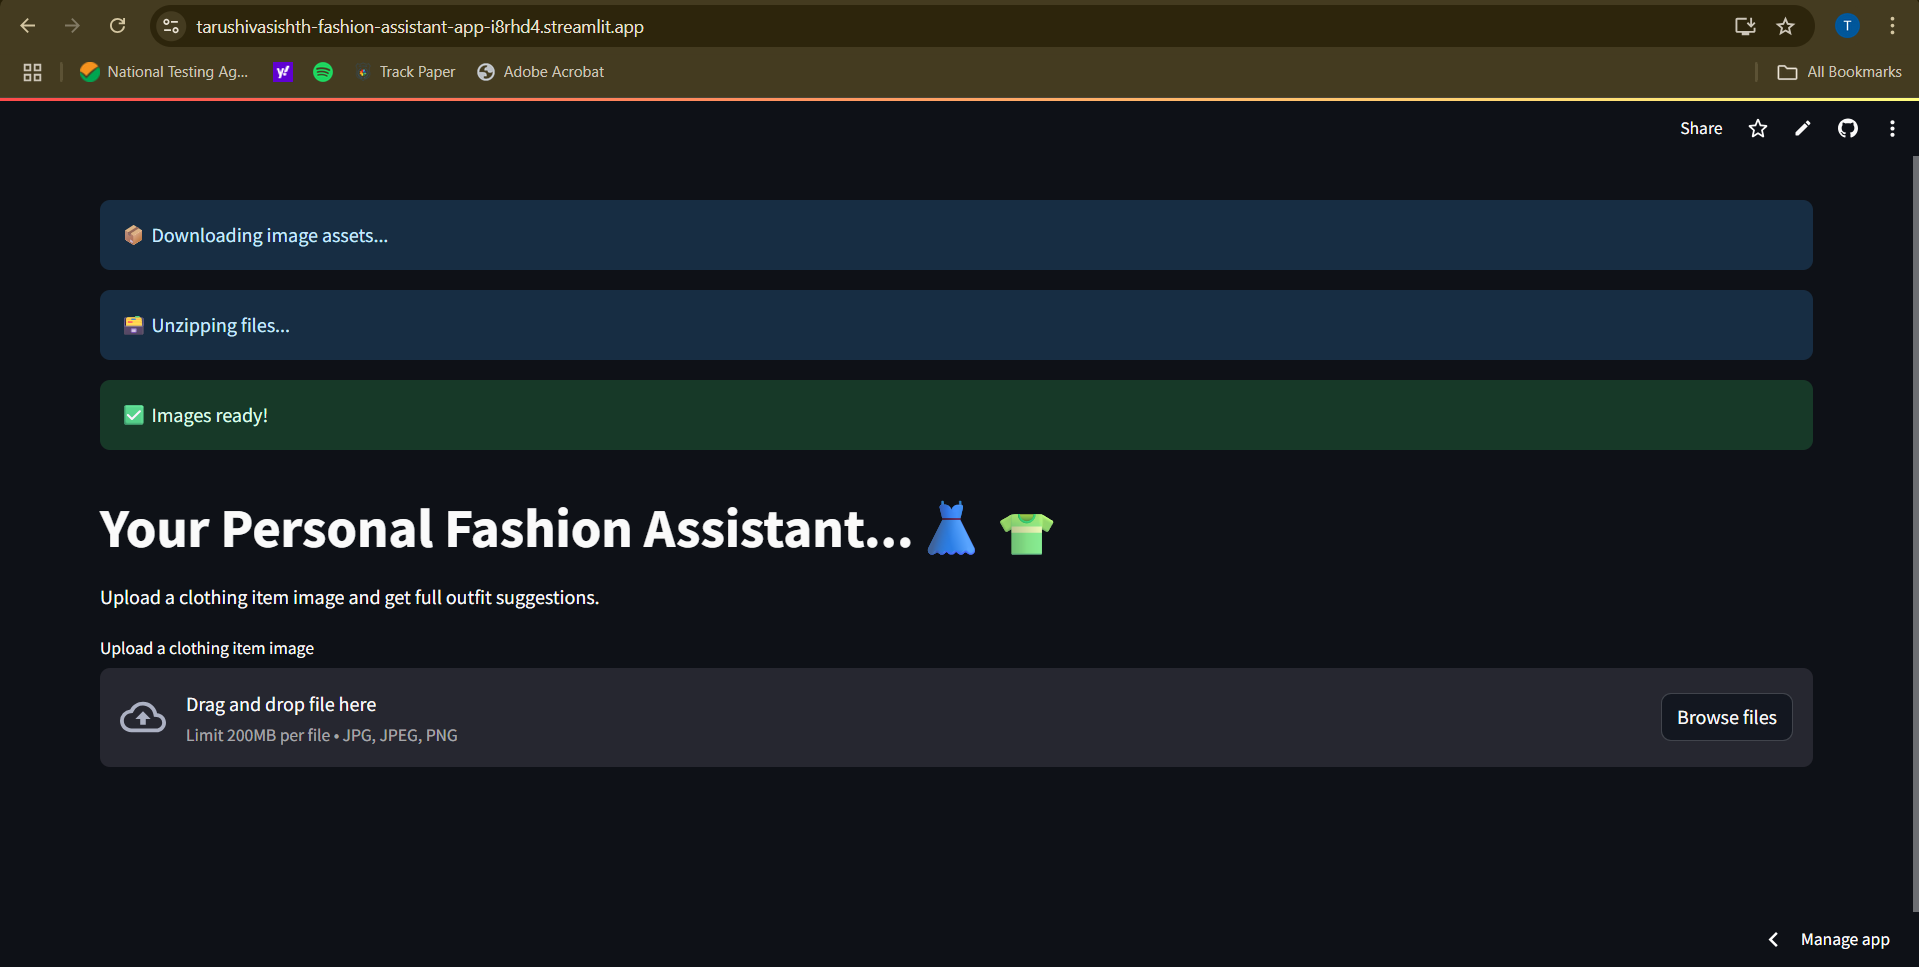 tarushivasishth-fashion-assistant-app-i8rhd4.streamlit.app
T
National Testing Ag...
y!
Track Paper
Adobe Acrobat
All Bookmarks
Share
📦 Downloading image assets...
🗃️ Unzipping files...
✅ Images ready!
Your Personal Fashion Assistant... 👗 👕
Upload a clothing item image and get full outfit suggestions.
Upload a clothing item image
Drag and drop file here
Limit 200MB per file • JPG, JPEG, PNG
Browse files
Manage app